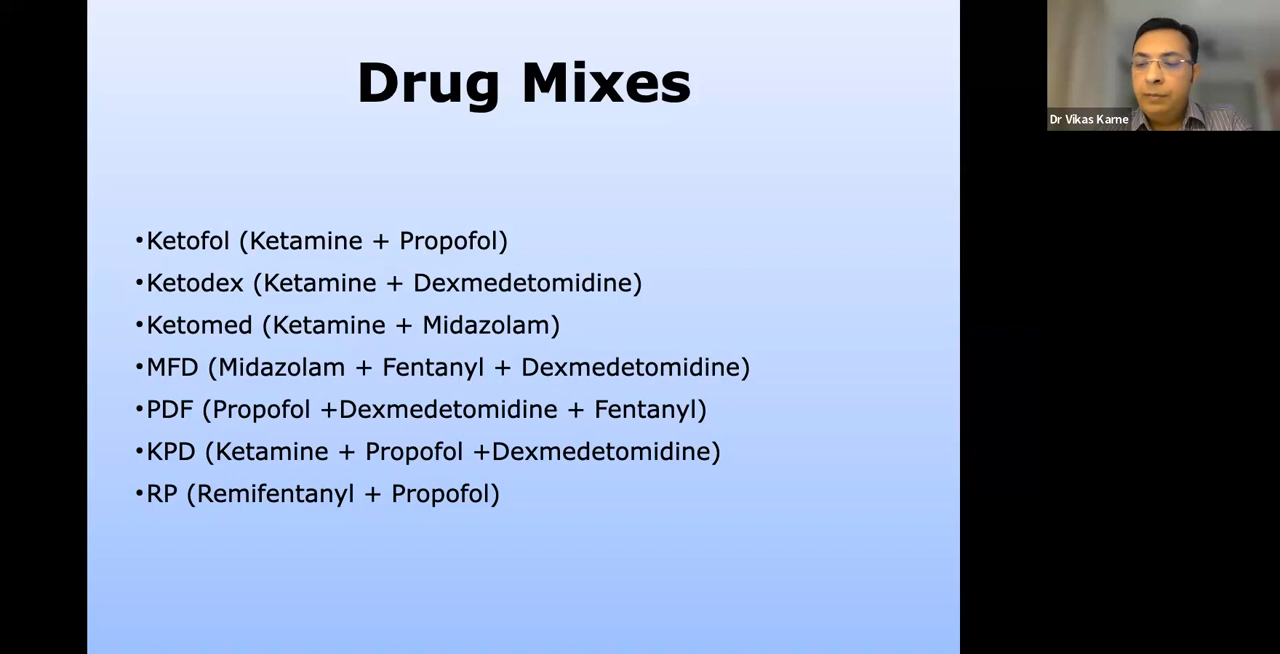 Drug Mixes
•Ketofol (Ketamine + Propofol)
•Ketodex (Ketamine + Dexmedetomidine)
•Ketomed (Ketamine + Midazolam)
•MFD (Midazolam + Fentanyl + Dexmedetomidine)
•PDF (Propofol +Dexmedetomidine + Fentanyl)
•KPD (Ketamine + Propofol +Dexmedetomidine)
•RP (Remifentanyl + Propofol)
Dr Vikas Karne